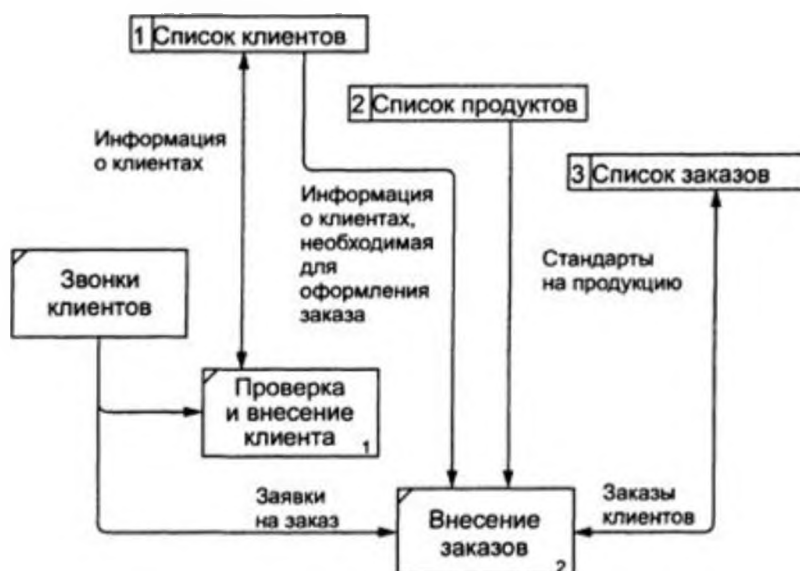 1 Список клиентов
2 Список продуктов
Информация
о клиентах
3 Список заказов
Информация
о клиентах,
необходимая
для
оформления
заказа
Звонки
клиентов
Стандарты
на продукцию
Проверка
и внесение
клиента
1
Заявки
на заказ
Внесение
заказов
2
Заказы
клиентов